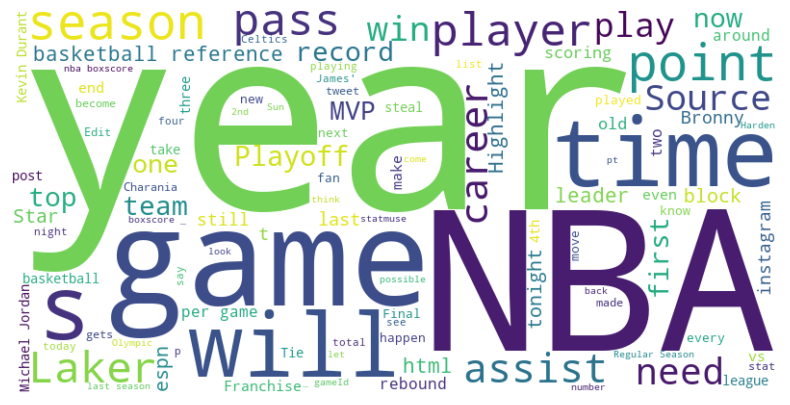 season
pass
win
player
play
now
around
Kevin Durant
Celtics
basketball reference
record
scoring
point
nba boxscore
playing
list
James'
year
end
become
three
tweet
steal
played
Source
new
2nd
Sun
MVP
Highlight
old
two
Bronny
Harden
Edit
four
next
career
time
pt
take
one
Playoff
fan
make
come
post
top
Charania
team
think
leader
even
block
Star
boxscore _
still
last
statmuse
know
night
t
4th
first
instagram
game
NBA
look
move
say
possible
tonight
basketball
s
per game
Final
see
back
made
every
Michael Jordan
gets
will
happen
today
Olympic
p
Tie
total
html
assist
need
Regular Season
vs
stat
Laker
espn
let
last season
Franchise
gameId
rebound
number
league